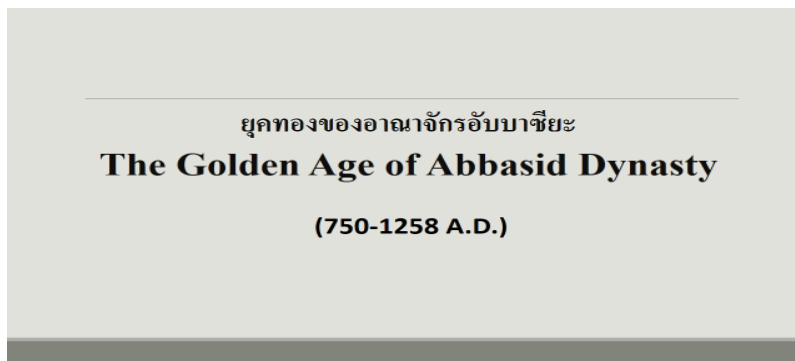 ยุคทองของอาณาจักรอับบาซียะ
The Golden Age of Abbasid Dynasty
(750-1258 A.D.)